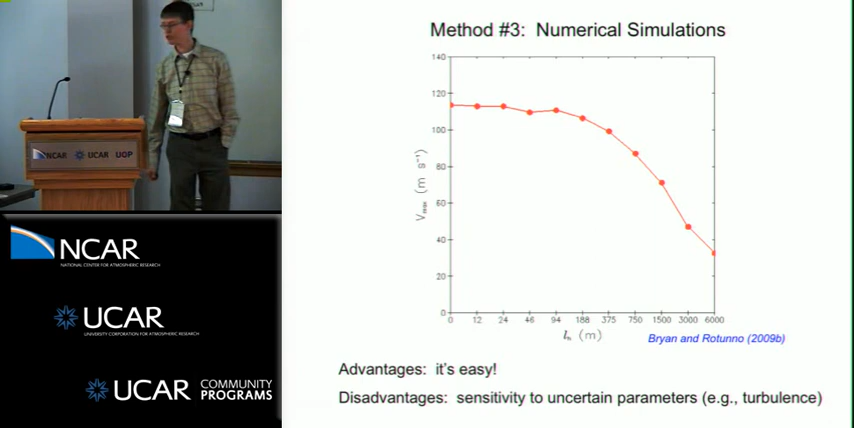 Method #3: Numerical Simulations
140
120
100
80
60
40
20
0
Vmax (m s⁻¹)
0 12 24 46 94 188 375 750 1500 3000 6000
lh (m)
Bryan and Rotunno (2009b)
Advantages: it's easy!
Disadvantages: sensitivity to uncertain parameters (e.g., turbulence)
NCAR UCAR UOP
NCAR
NATIONAL CENTER FOR ATMOSPHERIC RESEARCH
UCAR
UNIVERSITY CORPORATION FOR ATMOSPHERIC RESEARCH
UCAR COMMUNITY
PROGRAMS